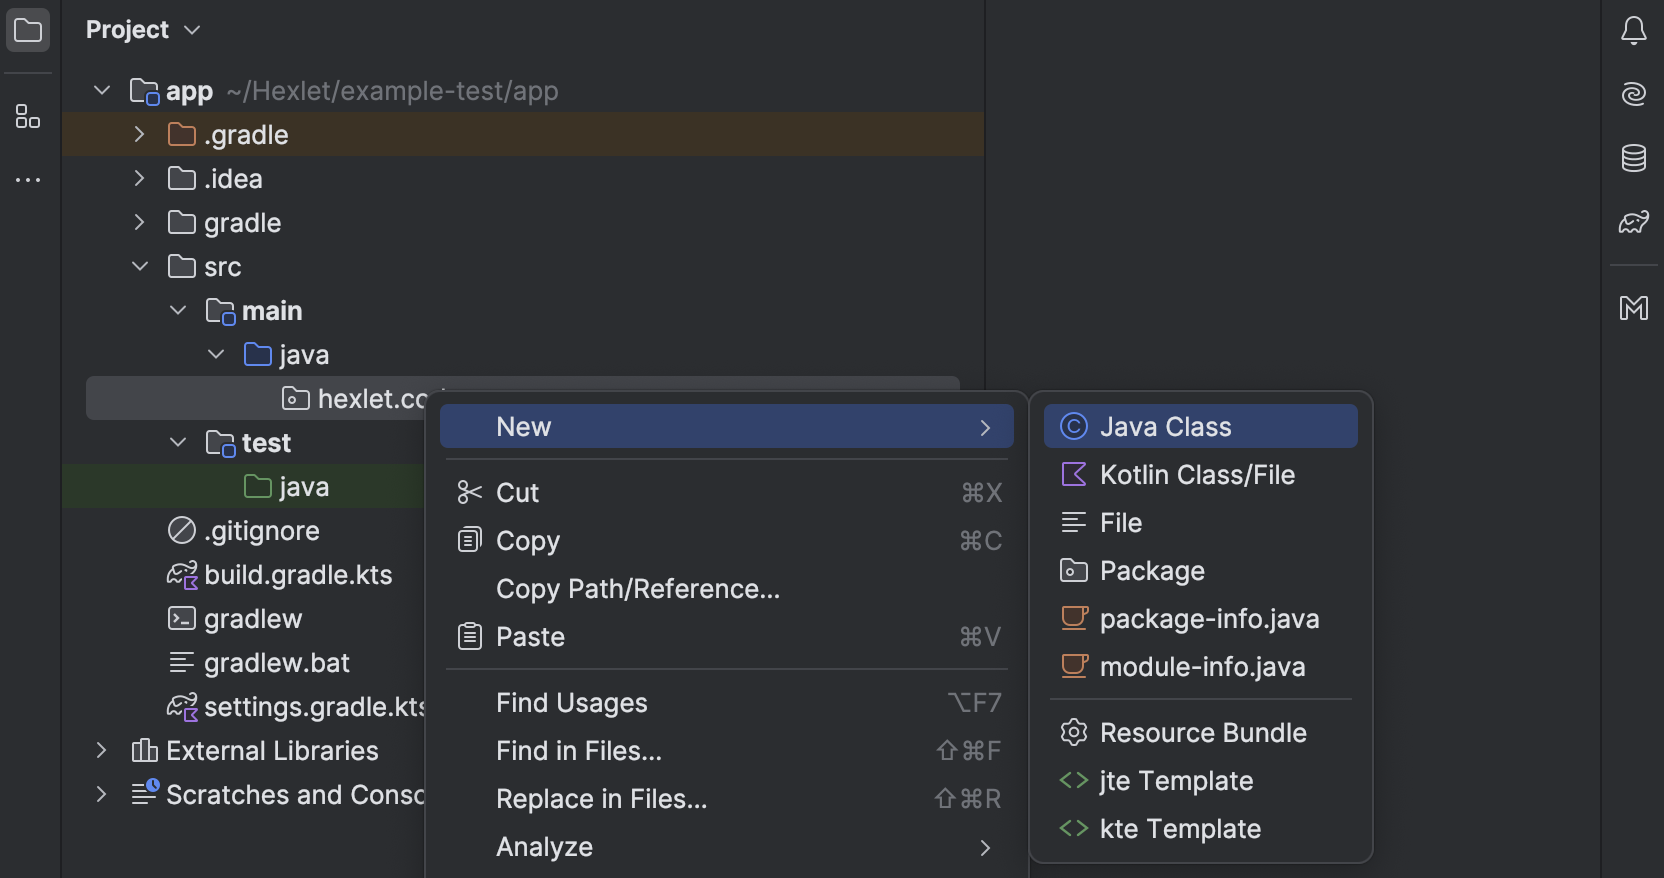 Project
app ~/Hexlet/example-test/app
.gradle
.idea
gradle
src
main
java
hexlet.co
test
java
.gitignore
build.gradle.kts
gradlew
gradlew.bat
settings.gradle.kts
External Libraries
Scratches and Conso
New
Cut ⌘X
Copy ⌘C
Copy Path/Reference...
Paste ⌘V
Find Usages ⌥F7
Find in Files... ⇧⌘F
Replace in Files... ⇧⌘R
Analyze
Java Class
Kotlin Class/File
File
Package
package-info.java
module-info.java
Resource Bundle
jte Template
kte Template